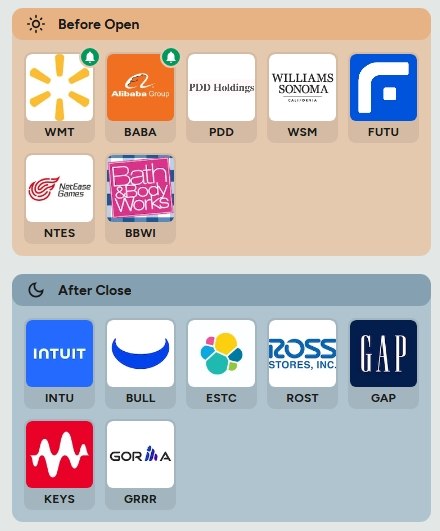 Before Open
Alibaba Group
PDD Holdings
WILLIAMS
SONOMA
CALIFORNIA
WMT BABA PDD WSM FUTU
NetEase
Games
Bath
&Body
Works
NTES BBWI
After Close
INTUIT
ROSS
STORES, INC.
GAP
INTU BULL ESTC ROST GAP
GORILLA
KEYS GRRR